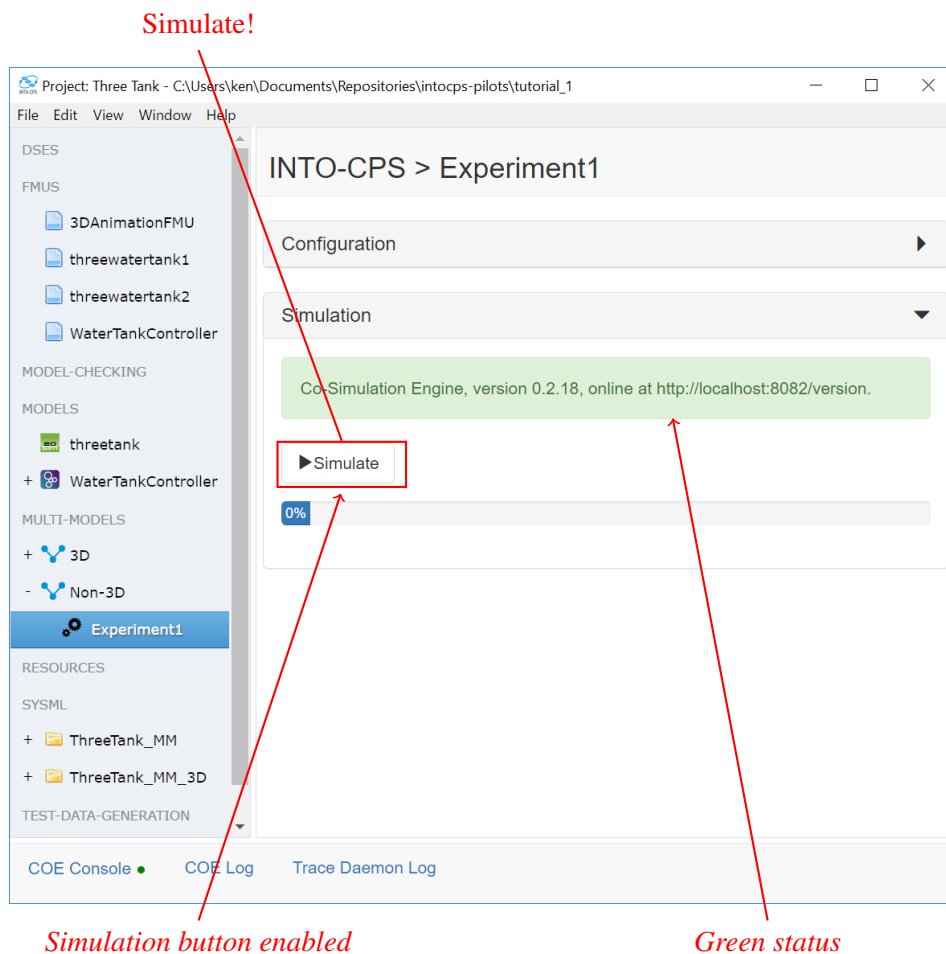 Simulate!
Project: Three Tank - C:\Users\ken\Documents\Repositories\intocps-pilots\tutorial_1
File Edit View Window Help
DSES
FMUS
3DAnimationFMU
threewatertank1
threewatertank2
WaterTankController
MODEL-CHECKING
MODELS
threetank
+ WaterTankController
MULTI-MODELS
+ 3D
- Non-3D
Experiment1
RESOURCES
SYSML
+ ThreeTank_MM
+ ThreeTank_MM_3D
TEST-DATA-GENERATION
INTO-CPS > Experiment1
Configuration
Simulation
Co-Simulation Engine, version 0.2.18, online at http://localhost:8082/version.
Simulate
0%
COE Console COE Log Trace Daemon Log
Simulation button enabled
Green status